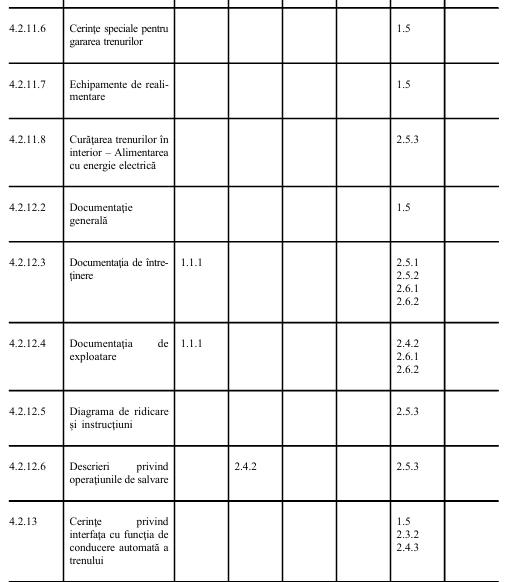 4.2.11.6 Cerințe speciale pentru 1.5
gararea trenurilor
4.2.11.7 Echipamente de reali- 1.5
mentare
4.2.11.8 Curățarea trenurilor în 2.5.3
interior – Alimentarea
cu energie electrică
4.2.12.2 Documentație 1.5
generală
4.2.12.3 Documentația de între- 1.1.1 2.5.1
ținere 2.5.2
2.6.1
2.6.2
4.2.12.4 Documentația de 1.1.1 2.4.2
exploatare 2.6.1
2.6.2
4.2.12.5 Diagrama de ridicare 2.5.3
și instrucțiuni
4.2.12.6 Descrieri privind 2.4.2 2.5.3
operațiunile de salvare
4.2.13 Cerințe privind 1.5
interfața cu funcția de 2.3.2
conducere automată a 2.4.3
trenului